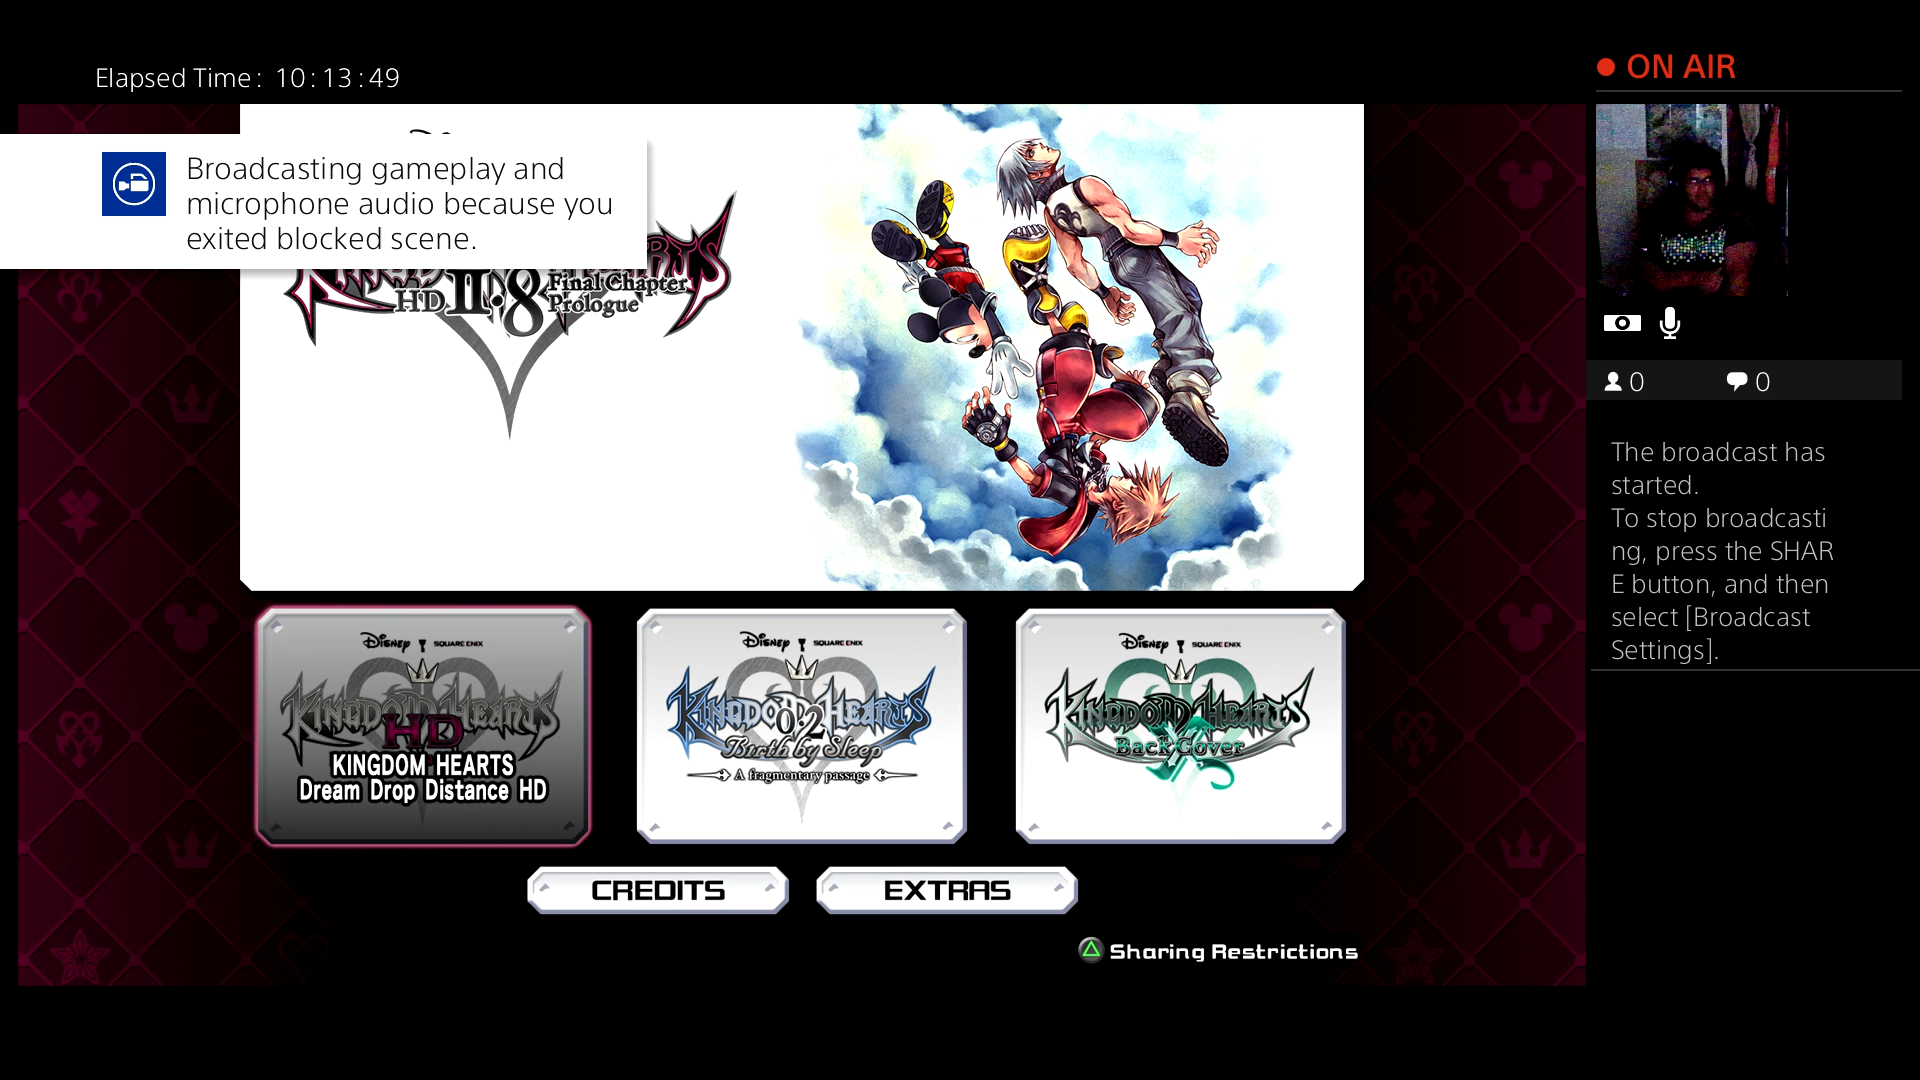 Elapsed Time: 10:13:49
ON AIR
Broadcasting gameplay and
microphone audio because you
exited blocked scene.
HD II.8 Final Chapter
Prologue
0
0
The broadcast has
started.
To stop broadcasti
ng, press the SHAR
E button, and then
select [Broadcast
Settings].
Disney SQUARE ENIX
KINGDOM HEARTS
HD
KINGDOM HEARTS
Dream Drop Distance HD
Disney SQUARE ENIX
KINGDOM HEARTS
0.2
Birth by Sleep
A fragmentary passage
Disney SQUARE ENIX
KINGDOM HEARTS
χ
Back Cover
CREDITS
EXTRAS
Sharing Restrictions